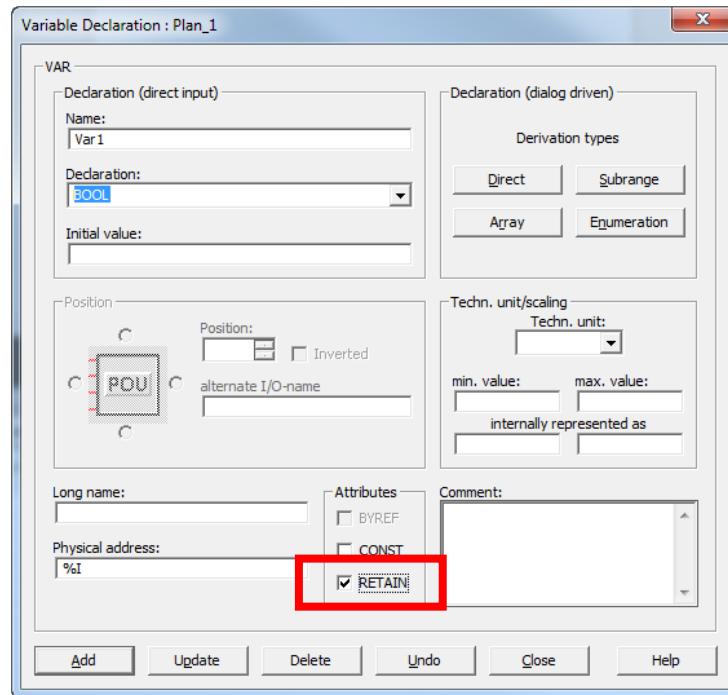 Variable Declaration : Plan_1
x
VAR
Declaration (direct input)
Name:
Var1
Declaration:
BOOL
Initial value:
Declaration (dialog driven)
Derivation types
Direct
Subrange
Array
Enumeration
Position
Position:
Inverted
POU
alternate I/O-name
Techn. unit/scaling
Techn. unit:
min. value: max. value:
internally represented as
Long name:
Physical address:
%I
Attributes
BYREF
CONST
RETAIN
Comment:
Add Update Delete Undo Close Help